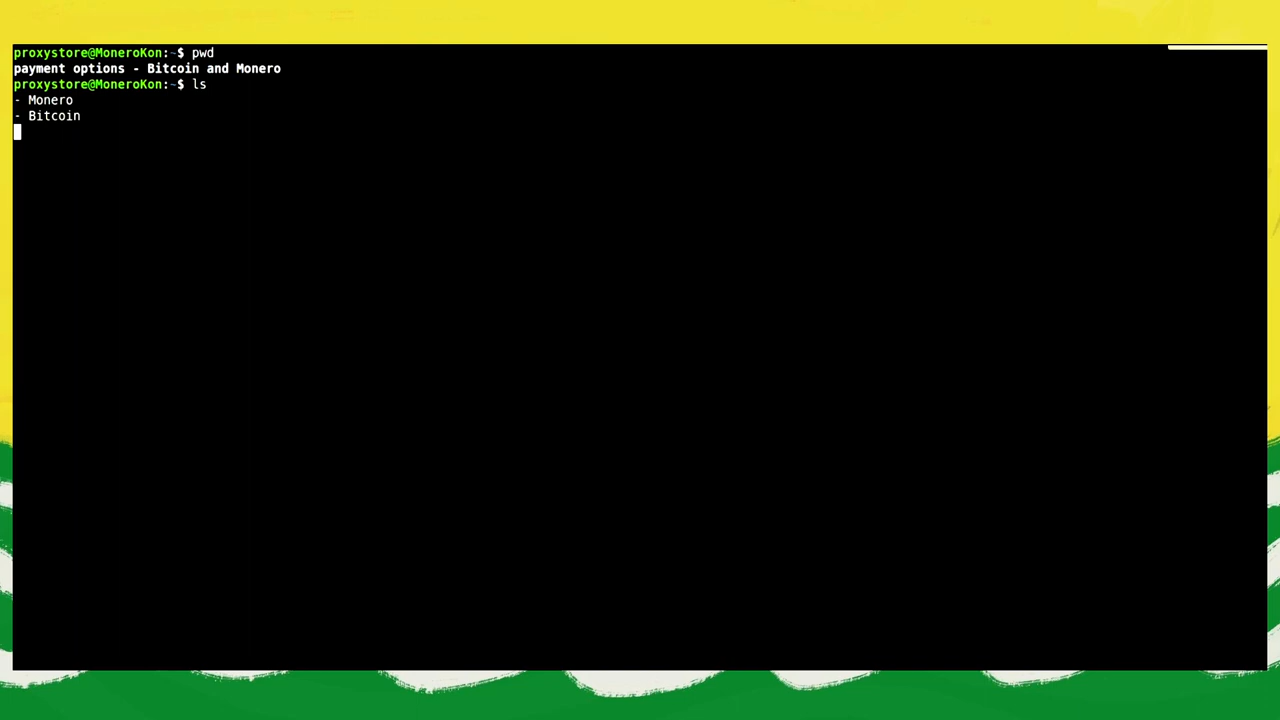 proxystore@MoneroKon:~$ pwd
payment options - Bitcoin and Monero
proxystore@MoneroKon:~$ ls
- Monero
- Bitcoin